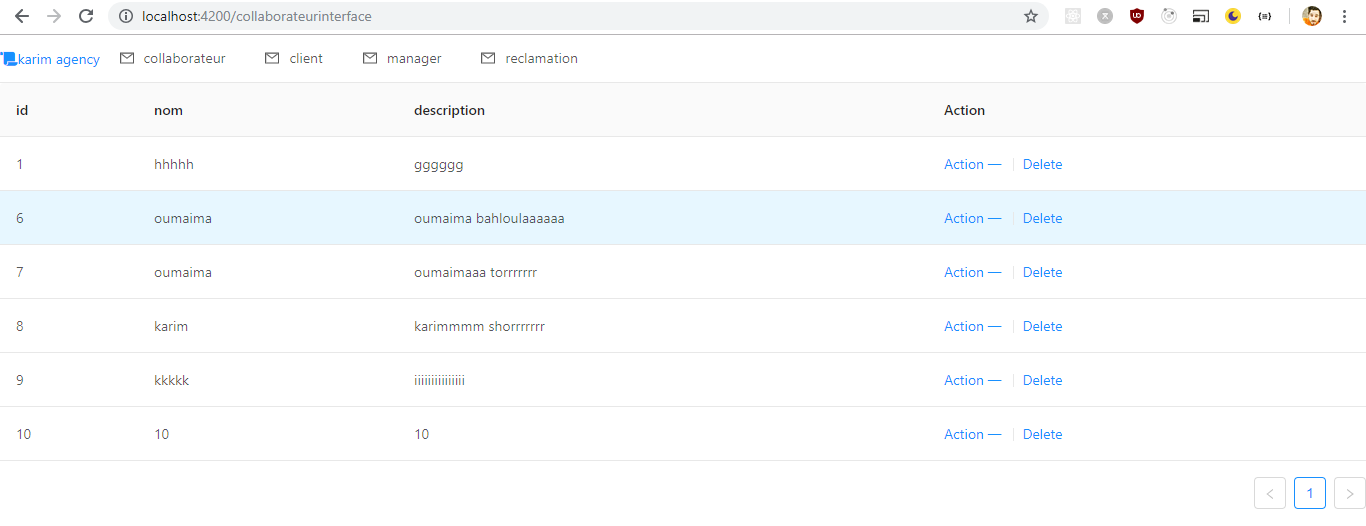 localhost:4200/collaborateurinterface
karim agency collaborateur client manager reclamation
id nom description Action
1 hhhhh gggggg Action — Delete
6 oumaima oumaima bahloulaaaaaa Action — Delete
7 oumaima oumaimaaa torrrrrrr Action — Delete
8 karim karimmmm shorrrrrrr Action — Delete
9 kkkkk iiiiiiiiiiiiiii Action — Delete
10 10 10 Action — Delete
< 1 >